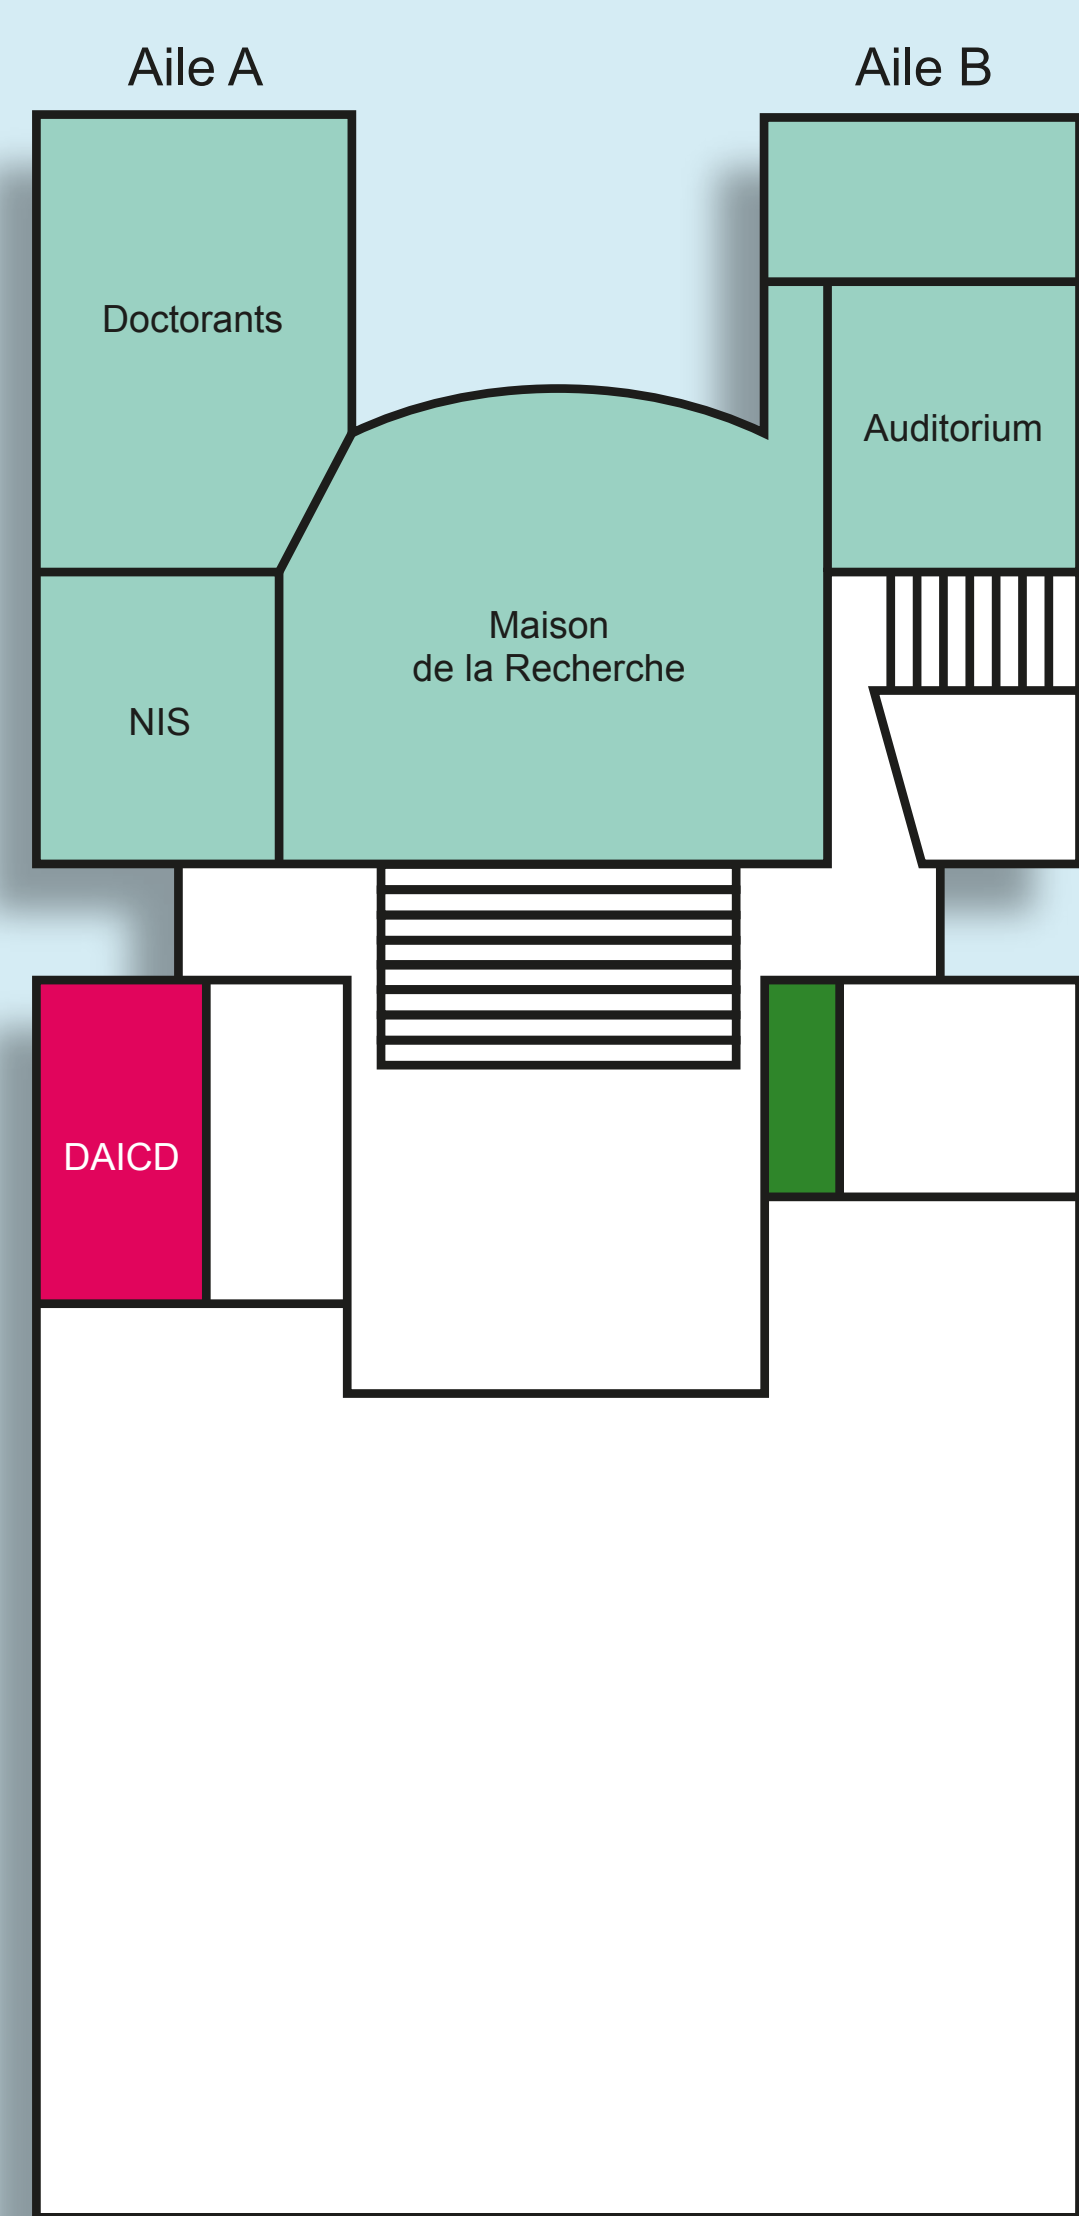 Aile A
Aile B
Doctorants
Auditorium
Maison
de la Recherche
NIS
DAICD